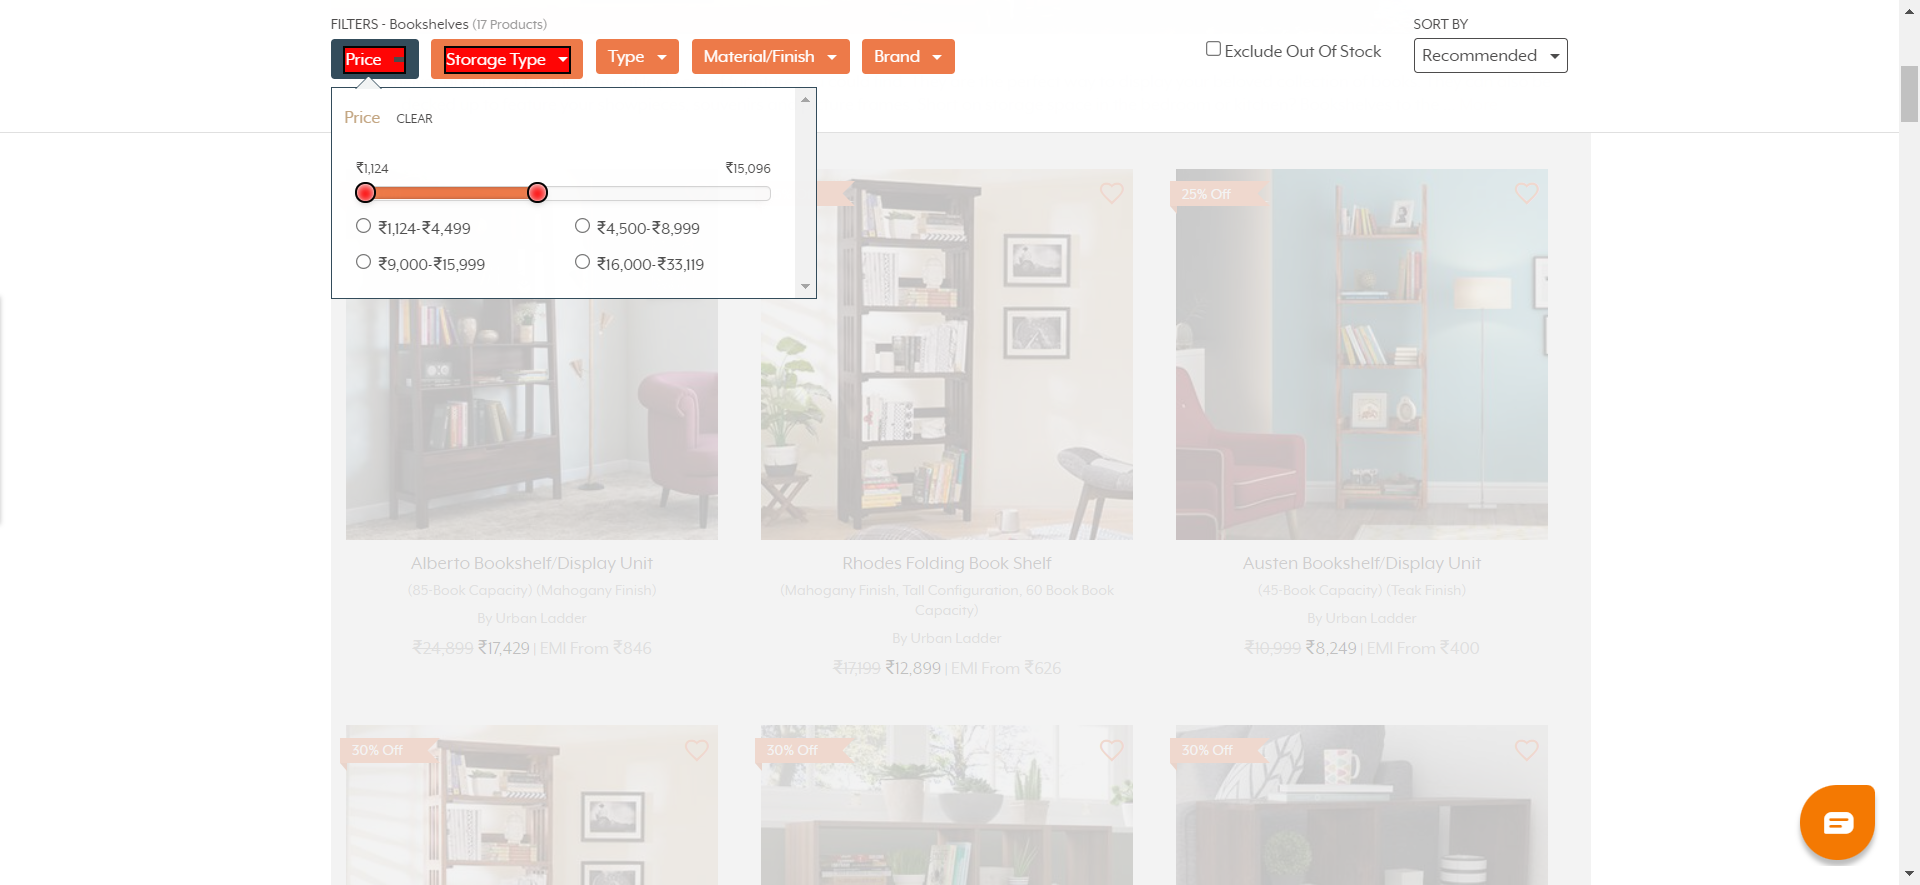 FILTERS - Bookshelves (17 Products)
SORT BY
Price
Storage Type
Type
Material/Finish
Brand
Exclude Out Of Stock
Recommended
Price CLEAR
₹1,124
₹15,096
₹1,124-₹4,499
₹4,500-₹8,999
₹9,000-₹15,999
₹16,000-₹33,119
25% Off
Alberto Bookshelf/Display Unit
(85-Book Capacity) (Mahogany Finish)
By Urban Ladder
₹24,899 ₹17,429 | EMI From ₹846
Rhodes Folding Book Shelf
(Mahogany Finish, Tall Configuration, 60 Book Book
Capacity)
By Urban Ladder
₹17,199 ₹12,899 | EMI From ₹626
Austen Bookshelf/Display Unit
(45-Book Capacity) (Teak Finish)
By Urban Ladder
₹10,999 ₹8,249 | EMI From ₹400
30% Off
30% Off
30% Off